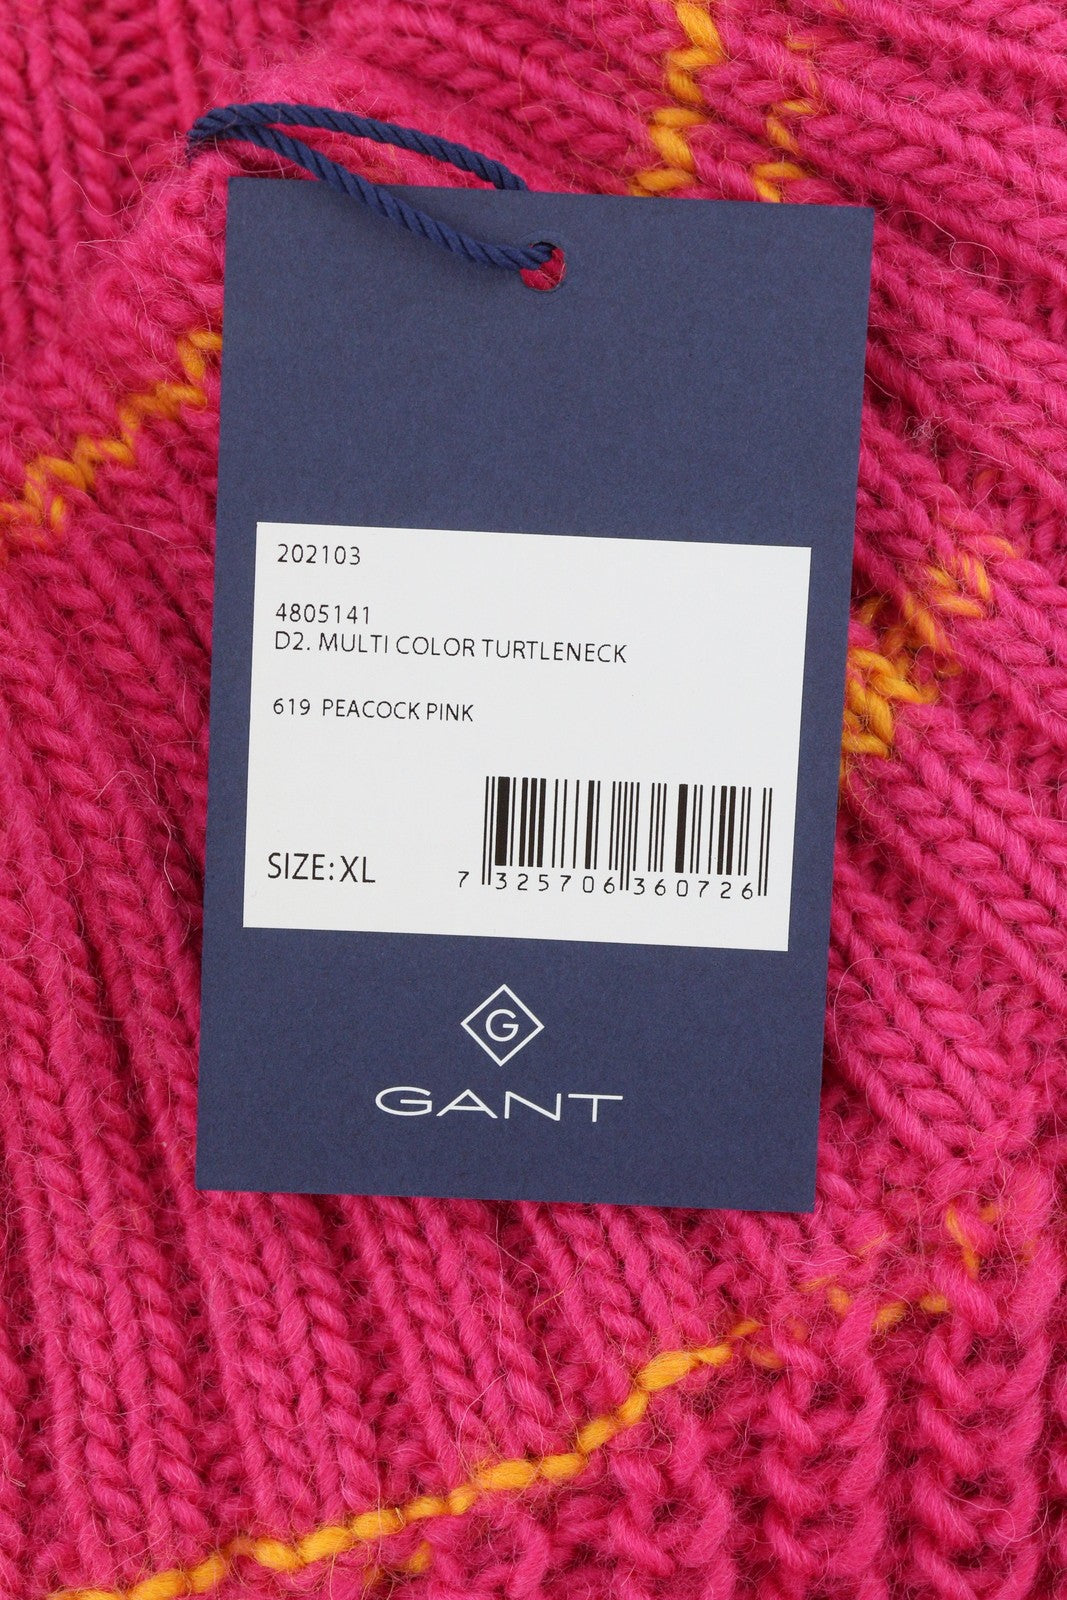 202103
4805141
D2. MULTI COLOR TURTLENECK
619 PEACOCK PINK
SIZE: XL
7 325706 360726
G
GANT